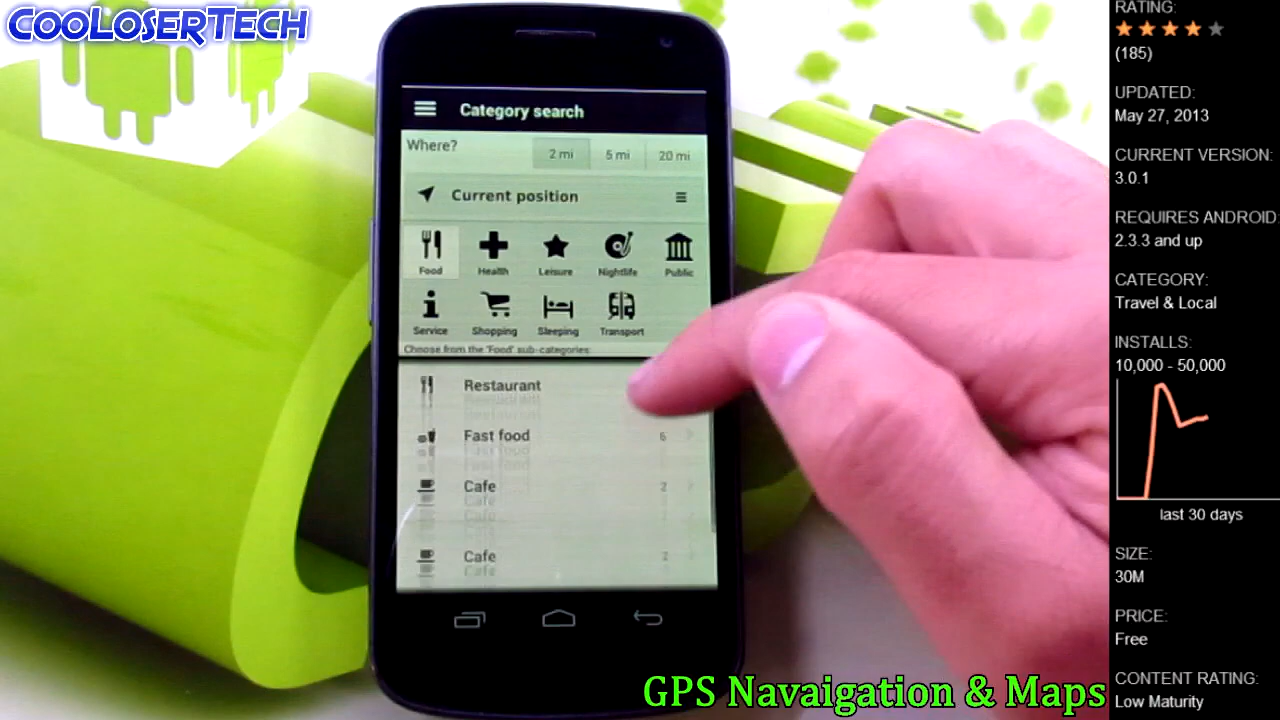 CooLoserTech
Category search
Where?
2 mi
5 mi
20 mi
Current position
Food
Health
Leisure
Nightlife
Public
Service
Shopping
Sleeping
Transport
Choose from the 'Food' sub-categories:
Restaurant
Fast food
6
Cafe
2
Cafe
2
GPS Navaigation & Maps
RATING:
(185)
UPDATED:
May 27, 2013
CURRENT VERSION:
3.0.1
REQUIRES ANDROID:
2.3.3 and up
CATEGORY:
Travel & Local
INSTALLS:
10,000 - 50,000
last 30 days
SIZE:
30M
PRICE:
Free
CONTENT RATING:
Low Maturity